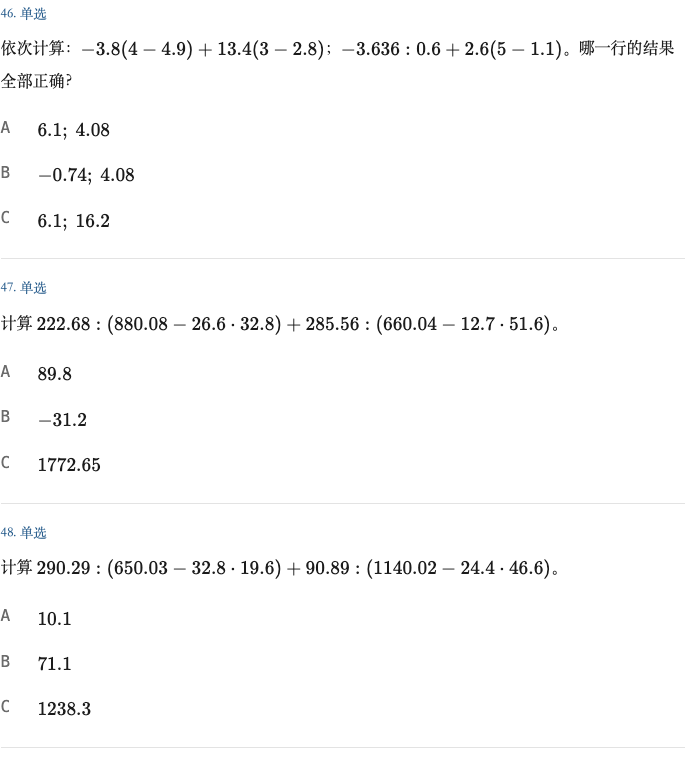 46. 单选
依次计算：−3.8(4 − 4.9) + 13.4(3 − 2.8)；−3.636 : 0.6 + 2.6(5 − 1.1)。哪一行的结果
全部正确？
A 6.1; 4.08
B −0.74; 4.08
C 6.1; 16.2
47. 单选
计算 222.68 : (880.08 − 26.6 · 32.8) + 285.56 : (660.04 − 12.7 · 51.6)。
A 89.8
B −31.2
C 1772.65
48. 单选
计算 290.29 : (650.03 − 32.8 · 19.6) + 90.89 : (1140.02 − 24.4 · 46.6)。
A 10.1
B 71.1
C 1238.3